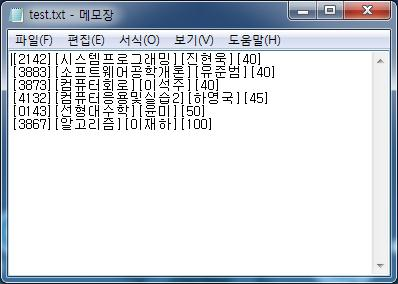 test.txt - 메모장
파일(F) 편집(E) 서식(O) 보기(V) 도움말(H)
[2142][시스템프로그래밍][진현욱][40]
[3883][소프트웨어공학개론][유준범][40]
[3873][컴퓨터회로][이석주][40]
[4132][컴퓨터응용및실습2][하영국][45]
[0143][선형대수학][윤미][50]
[3867][알고리즘][이재하][100]